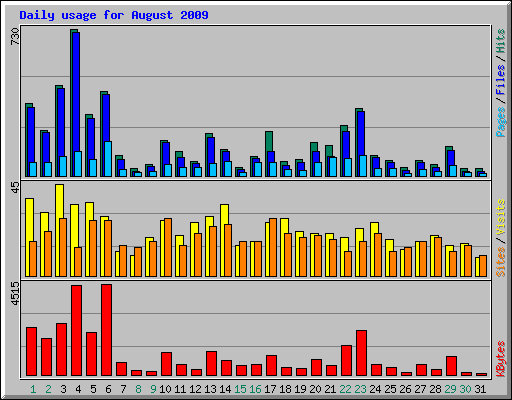 Daily usage for August 2009
730
Pages / Files / Hits
45
Sites / Visits
4515
KBytes
1 2 3 4 5 6 7 8 9 10 11 12 13 14 15 16 17 18 19 20 21 22 23 24 25 26 27 28 29 30 31